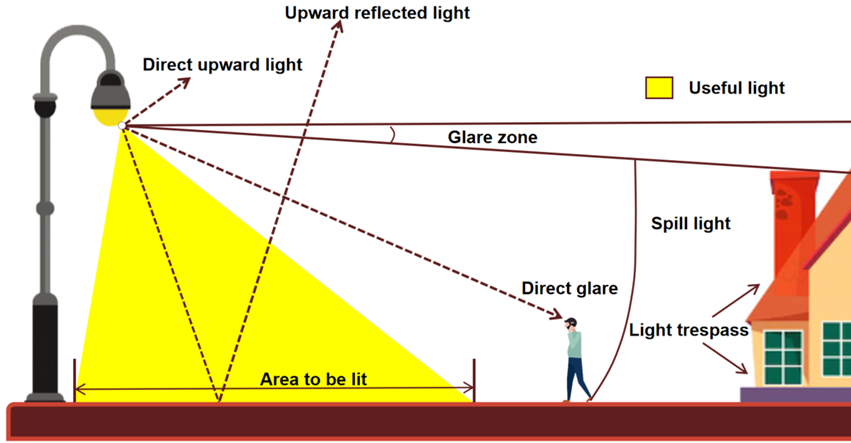 Upward reflected light
Direct upward light
Useful light
Glare zone
Spill light
Direct glare
Light trespass
Area to be lit